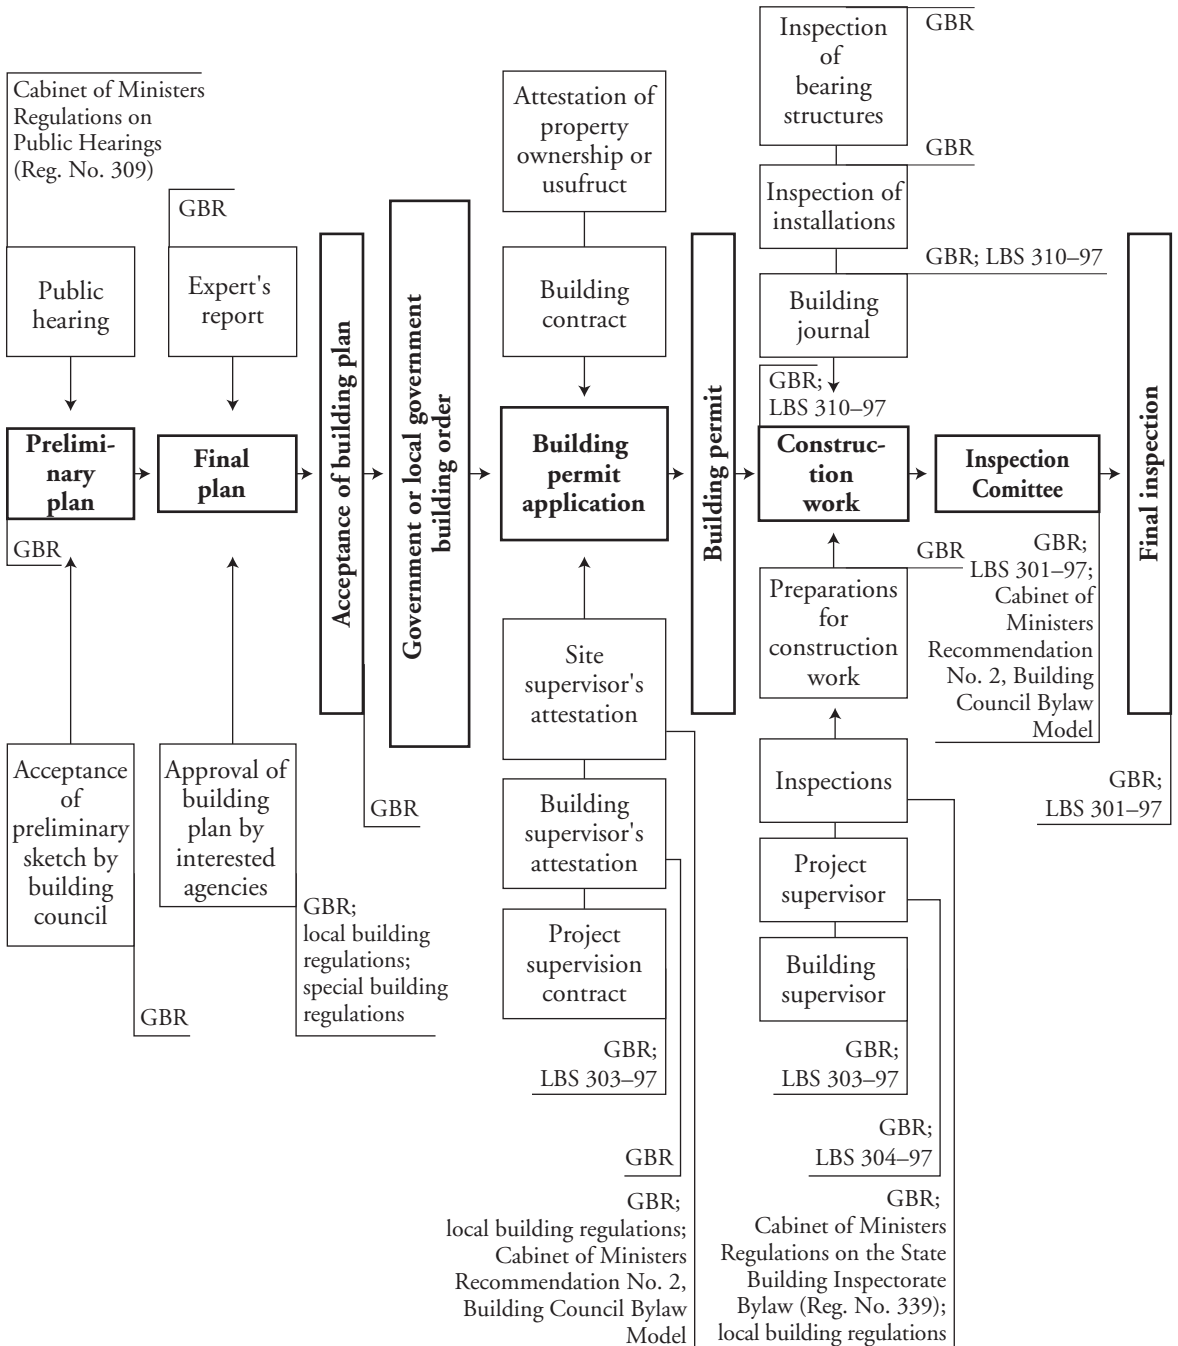 Cabinet of Ministers
Regulations on
Public Hearings
(Reg. No. 309)
Public
hearing
Prelimi-
nary
plan
GBR
Acceptance
of
preliminary
sketch by
building
council
GBR
GBR
Expert's
report
Final
plan
Approval of
building
plan by
interested
agencies
GBR;
local building
regulations;
special building
regulations
Acceptance of building plan
GBR
Government or local government
building order
Attestation of
property
ownership or
usufruct
Building
contract
Building
permit
application
Site
supervisor's
attestation
Building
supervisor's
attestation
Project
supervision
contract
GBR;
LBS 303–97
GBR
GBR;
local building regulations;
Cabinet of Ministers
Recommendation No. 2,
Building Council Bylaw
Model
Building permit
Inspection
of
bearing
structures
GBR
Inspection of
installations
GBR
Building
journal
GBR; LBS 310–97
GBR;
LBS 310–97
Construc-
tion
work
Preparations
for
construction
work
GBR
Inspections
Project
supervisor
Building
supervisor
GBR;
LBS 303–97
GBR;
LBS 304–97
GBR;
Cabinet of Ministers
Regulations on the State
Building Inspectorate
Bylaw (Reg. No. 339);
local building regulations
Inspection
Comittee
GBR;
LBS 301–97;
Cabinet of
Ministers
Recommendation
No. 2, Building
Council Bylaw
Model
Final inspection
GBR;
LBS 301–97